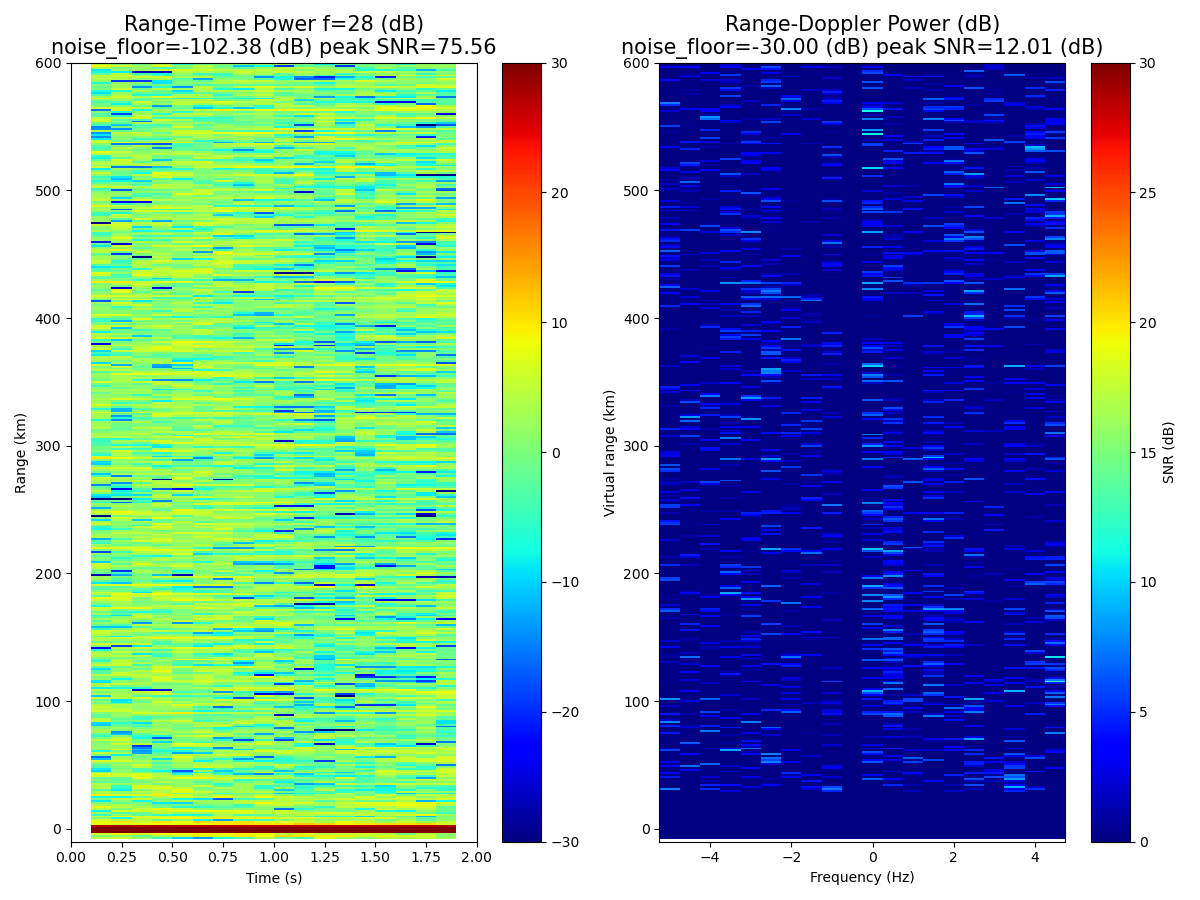 Range-Time Power f=28 (dB)
noise_floor=-102.38 (dB) peak SNR=75.56
Range-Doppler Power (dB)
noise_floor=-30.00 (dB) peak SNR=12.01 (dB)
600
500
400
300
200
100
0
Range (km)
0.00 0.25 0.50 0.75 1.00 1.25 1.50 1.75 2.00
Time (s)
30
20
10
0
−10
−20
−30
600
500
400
300
200
100
0
Virtual range (km)
−4 −2 0 2 4
Frequency (Hz)
30
25
20
15
10
5
0
SNR (dB)